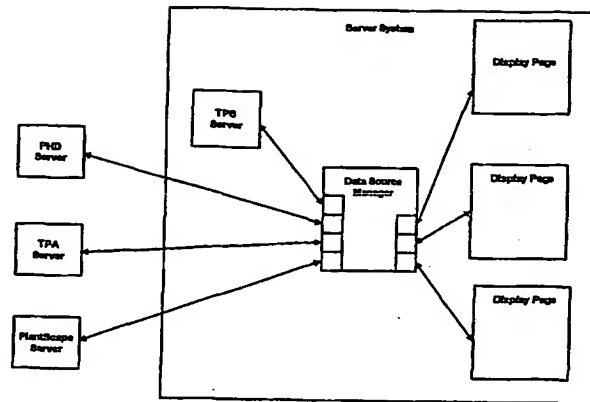 Server System
Display Page
TPS
Server
PHD
Server
Data Source
Manager
Display Page
TPA
Server
Display Page
PlantScape
Server